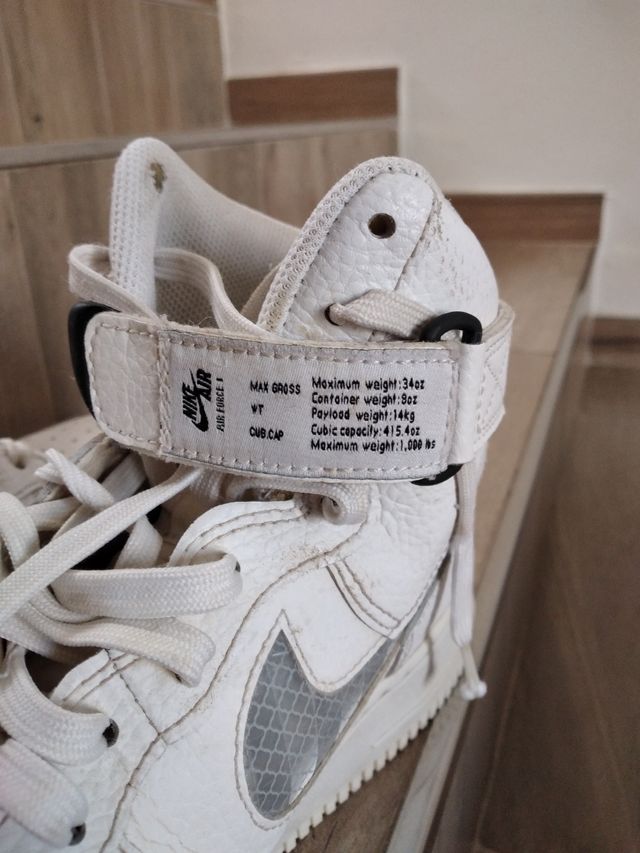 NIKE AIR
AIR FORCE 1
MAX GROSS
WT
CUB.CAP
Maximum weight:34oz
Container weight:8oz
Payload weight:14kg
Cubic capacity:415.4oz
Maximum weight:1,000 lbs